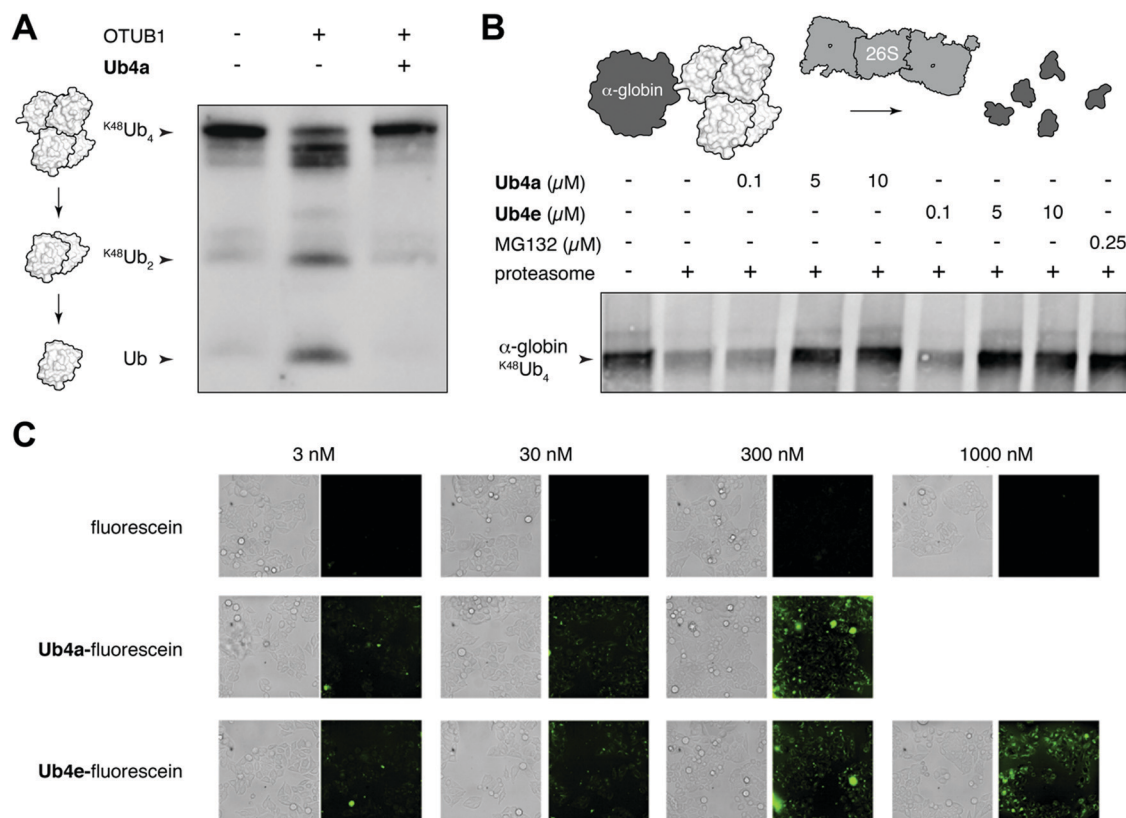 A
OTUB1 - + +
Ub4a - - +
K48Ub4
K48Ub2
Ub
B
α-globin
26S
Ub4a (µM) - - 0.1 5 10 - - - -
Ub4e (µM) - - - - - 0.1 5 10 -
MG132 (µM) - - - - - - - - 0.25
proteasome - + + + + + + + +
α-globin
K48Ub4
C
3 nM 30 nM 300 nM 1000 nM
fluorescein
Ub4a-fluorescein
Ub4e-fluorescein